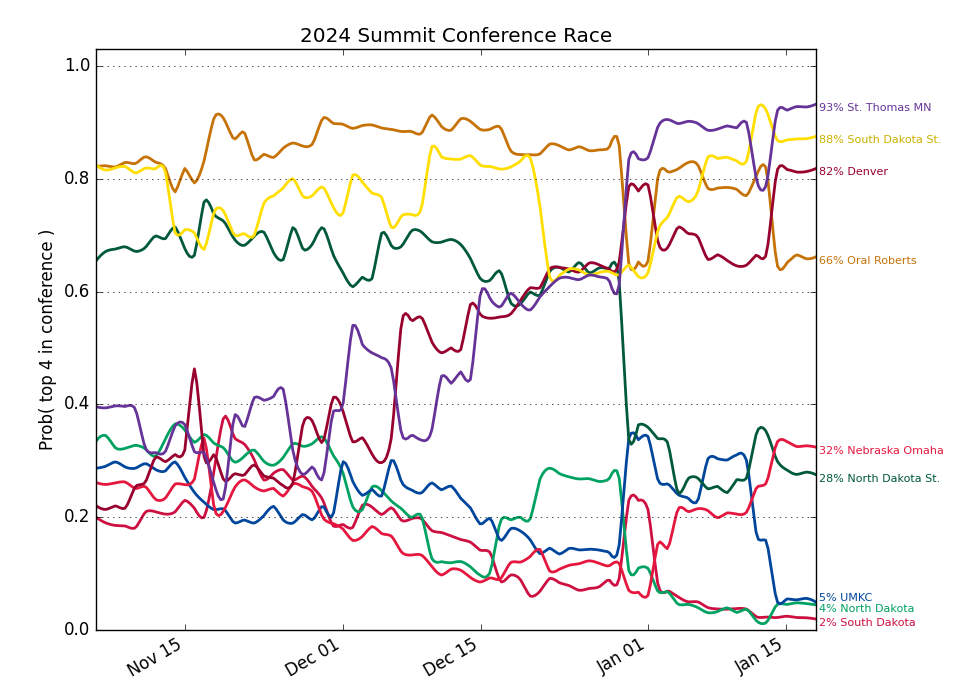 2024 Summit Conference Race
Prob( top 4 in conference )
1.0
0.8
0.6
0.4
0.2
0.0
Nov 15
Dec 01
Dec 15
Jan 01
Jan 15
93% St. Thomas MN
88% South Dakota St.
82% Denver
66% Oral Roberts
32% Nebraska Omaha
28% North Dakota St.
5% UMKC
4% North Dakota
2% South Dakota